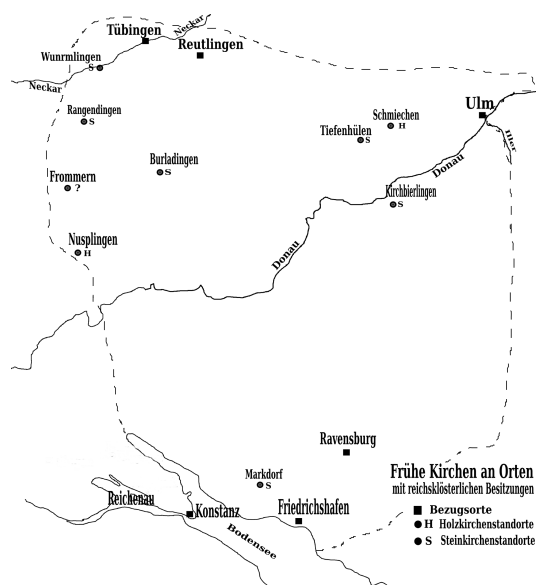 Neckar
Tübingen
Reutlingen
Wunrmlingen
S
Neckar
Rangendingen
S
Schmiechen
H
Ulm
Tiefenhülen
S
Iller
Burladingen
S
Donau
Frommern
?
Kirchbierlingen
S
Nusplingen
H
Donau
Ravensburg
Markdorf
S
Reichenau
Konstanz
Friedrichshafen
Bodensee
Frühe Kirchen an Orten
mit reichsklösterlichen Besitzungen
Bezugsorte
H Holzkirchenstandorte
S Steinkirchenstandorte